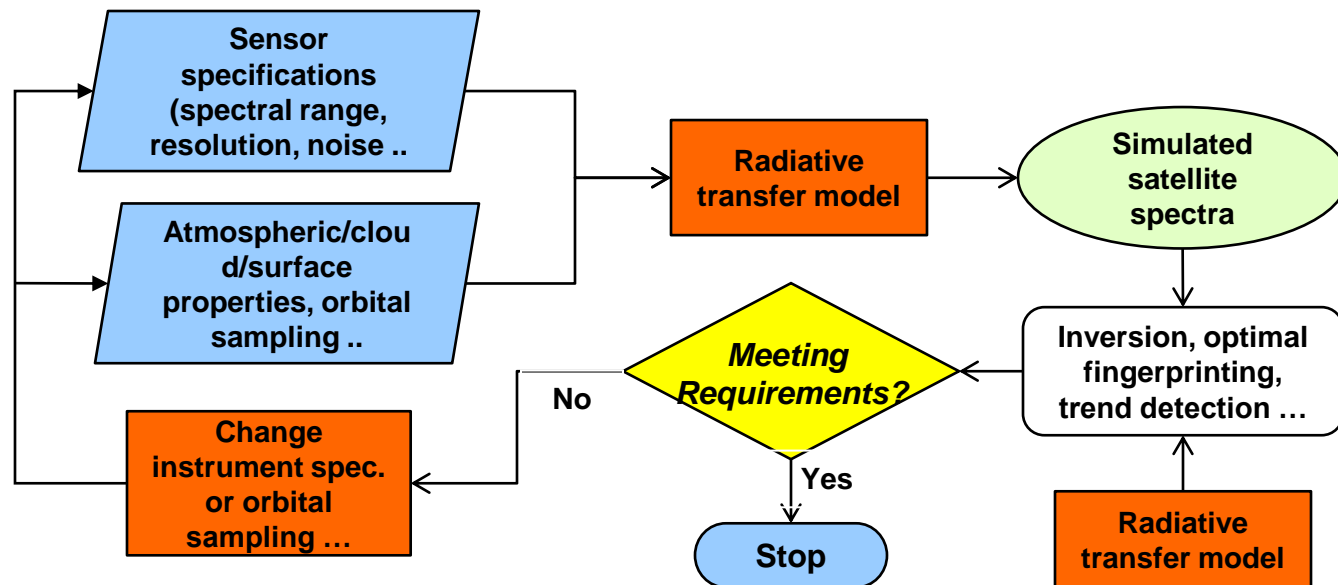 Sensor
specifications
(spectral range,
resolution, noise ..
Atmospheric/clou
d/surface
properties, orbital
sampling ..
Radiative
transfer model
Simulated
satellite
spectra
Inversion, optimal
fingerprinting,
trend detection …
Meeting
Requirements?
No
Yes
Change
instrument spec.
or orbital
sampling …
Stop
Radiative
transfer model